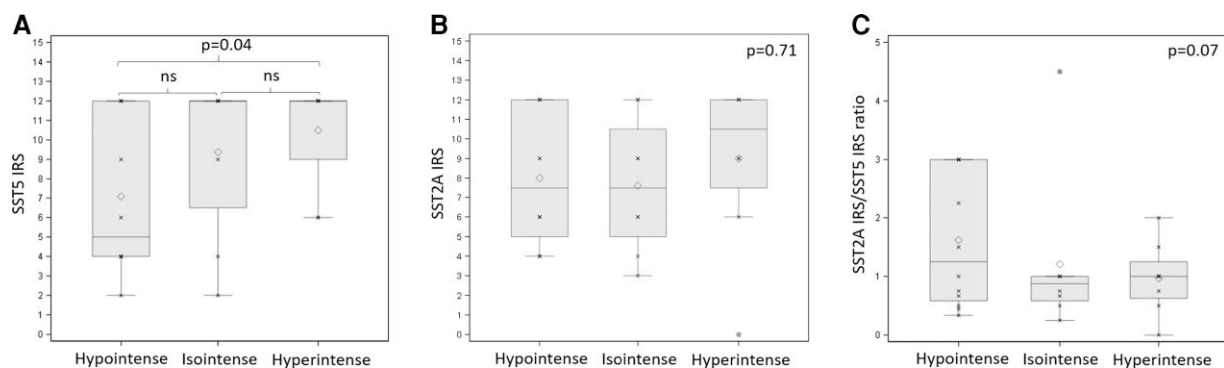 A
SST5 IRS
15
14
13
12
11
10
9
8
7
6
5
4
3
2
1
0
p=0.04
ns
ns
Hypointense Isointense Hyperintense
B
SST2A IRS
15
14
13
12
11
10
9
8
7
6
5
4
3
2
1
0
p=0.71
Hypointense Isointense Hyperintense
C
SST2A IRS/SST5 IRS ratio
5
4
3
2
1
0
p=0.07
Hypointense Isointense Hyperintense